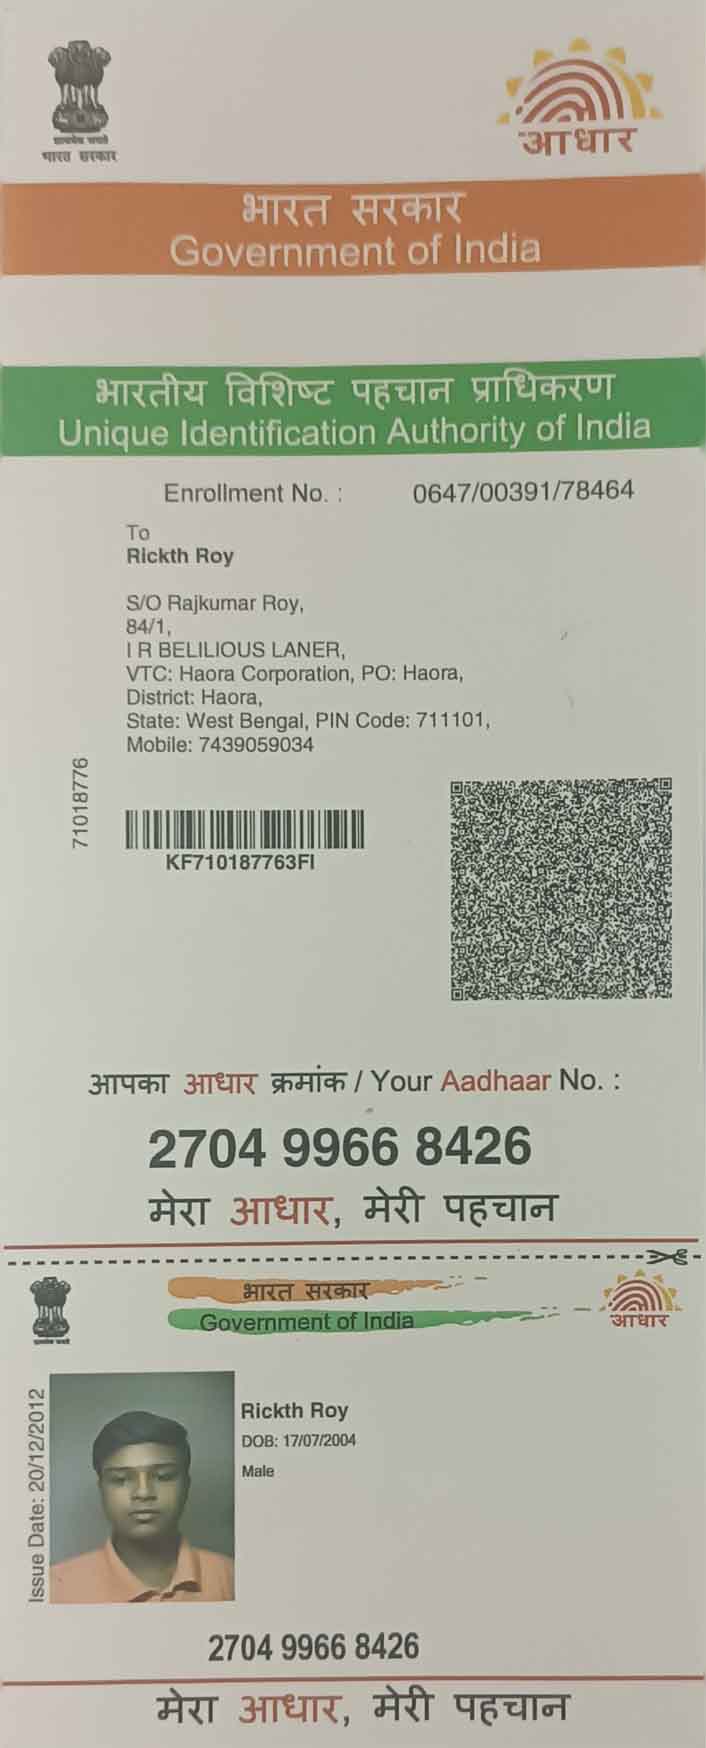 सत्यमेव जयते
भारत सरकार
आधार
भारत सरकार
Government of India
भारतीय विशिष्ट पहचान प्राधिकरण
Unique Identification Authority of India
Enrollment No. : 0647/00391/78464
To
Rickth Roy
S/O Rajkumar Roy,
84/1,
I R BELILIOUS LANER,
VTC: Haora Corporation, PO: Haora,
District: Haora,
State: West Bengal, PIN Code: 711101,
Mobile: 7439059034
71018776
KF710187763FI
आपका आधार क्रमांक / Your Aadhaar No. :
2704 9966 8426
मेरा आधार, मेरी पहचान
भारत सरकार
Government of India
आधार
Issue Date: 20/12/2012
Rickth Roy
DOB: 17/07/2004
Male
2704 9966 8426
मेरा आधार, मेरी पहचान